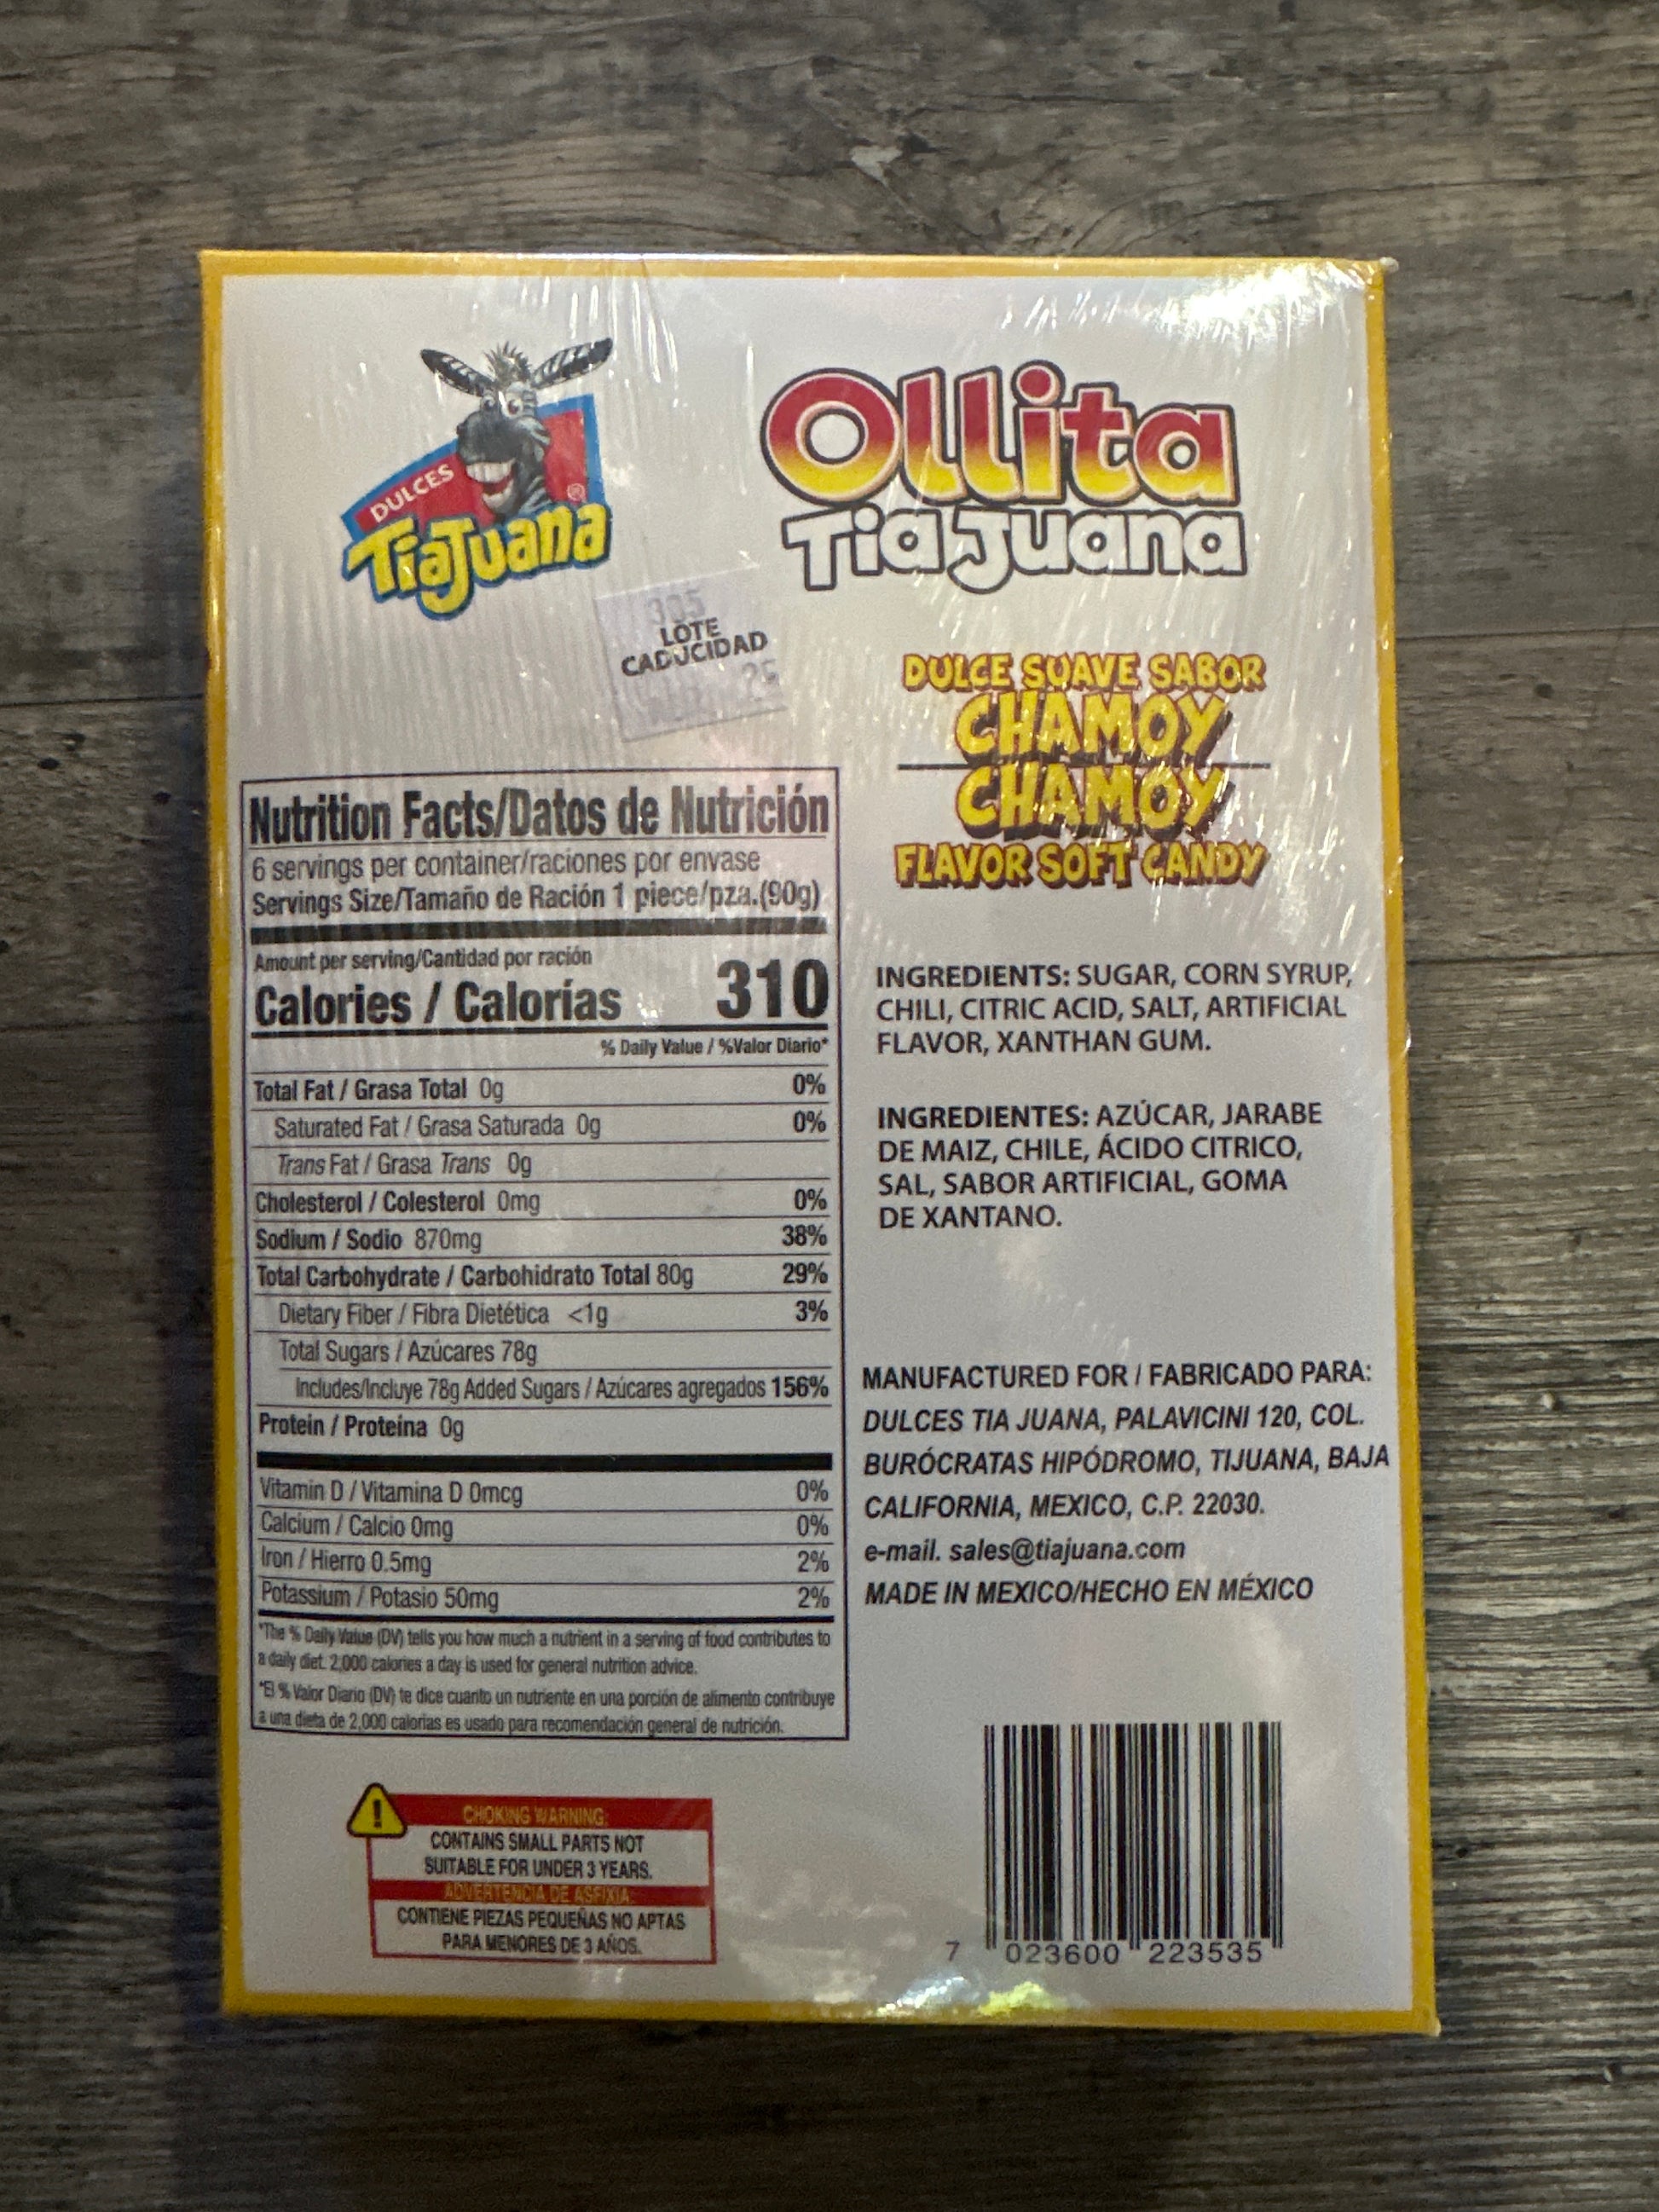 DULCES
TiaJuana
®
Ollita
Tia Juana
305
LOTE
CADUCIDAD
25
DULCE SUAVE SABOR
CHAMOY
CHAMOY
FLAVOR SOFT CANDY
Nutrition Facts/Datos de Nutrición
6 servings per container/raciones por envase
Servings Size/Tamaño de Ración 1 piece/pza.(90g)
Amount per serving/Cantidad por ración
Calories / Calorías 310
% Daily Value / %Valor Diario*
Total Fat / Grasa Total 0g 0%
Saturated Fat / Grasa Saturada 0g 0%
Trans Fat / Grasa Trans 0g
Cholesterol / Colesterol 0mg 0%
Sodium / Sodio 870mg 38%
Total Carbohydrate / Carbohidrato Total 80g 29%
Dietary Fiber / Fibra Dietética <1g 3%
Total Sugars / Azúcares 78g
Includes/Incluye 78g Added Sugars / Azúcares agregados 156%
Protein / Proteína 0g
Vitamin D / Vitamina D 0mcg 0%
Calcium / Calcio 0mg 0%
Iron / Hierro 0.5mg 2%
Potassium / Potasio 50mg 2%
*The % Daily Value (DV) tells you how much a nutrient in a serving of food contributes to
a daily diet. 2,000 calories a day is used for general nutrition advice.
*El % Valor Diario (DV) te dice cuanto un nutriente en una porción de alimento contribuye
a una dieta de 2,000 calorias es usado para recomendación general de nutrición.
INGREDIENTS: SUGAR, CORN SYRUP,
CHILI, CITRIC ACID, SALT, ARTIFICIAL
FLAVOR, XANTHAN GUM.
INGREDIENTES: AZÚCAR, JARABE
DE MAIZ, CHILE, ÁCIDO CITRICO,
SAL, SABOR ARTIFICIAL, GOMA
DE XANTANO.
MANUFACTURED FOR / FABRICADO PARA:
DULCES TIA JUANA, PALAVICINI 120, COL.
BURÓCRATAS HIPÓDROMO, TIJUANA, BAJA
CALIFORNIA, MEXICO, C.P. 22030.
e-mail. sales@tiajuana.com
MADE IN MEXICO/HECHO EN MÉXICO
!
CHOKING WARNING:
CONTAINS SMALL PARTS NOT
SUITABLE FOR UNDER 3 YEARS.
ADVERTENCIA DE ASFIXIA:
CONTIENE PIEZAS PEQUEÑAS NO APTAS
PARA MENORES DE 3 AÑOS.
7 023600 223535